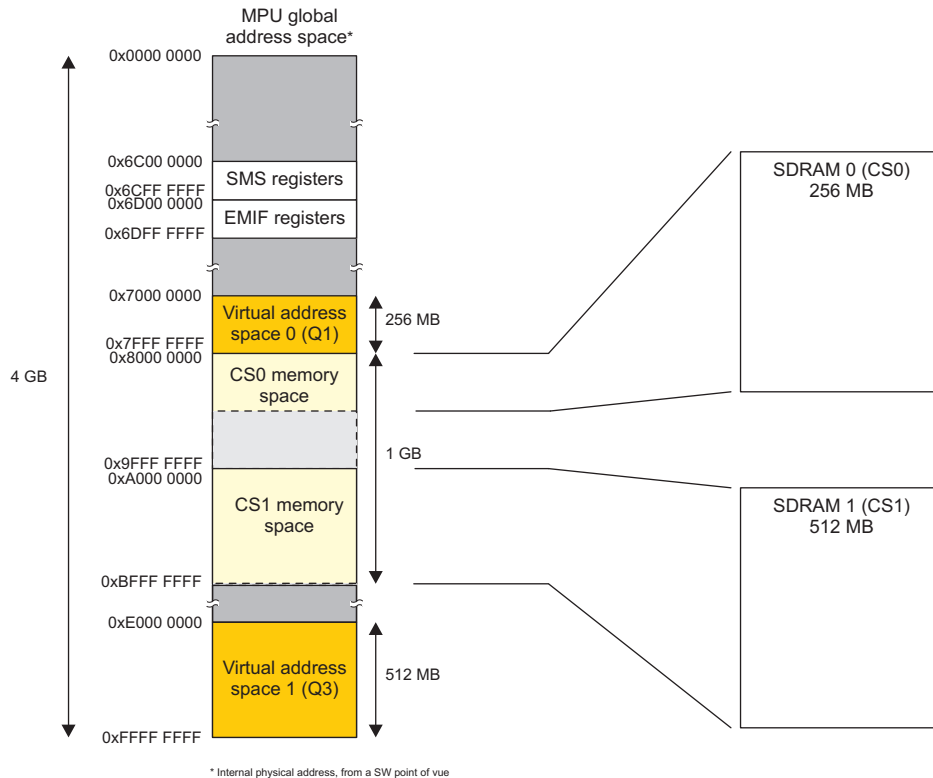 MPU global
address space*
0x0000 0000
0x6C00 0000
SMS registers
0x6CFF FFFF
0x6D00 0000
EMIF registers
0x6DFF FFFF
0x7000 0000
Virtual address
space 0 (Q1)
256 MB
0x7FFF FFFF
0x8000 0000
4 GB
CS0 memory
space
1 GB
0x9FFF FFFF
0xA000 0000
CS1 memory
space
0xBFFF FFFF
0xE000 0000
Virtual address
space 1 (Q3)
512 MB
0xFFFF FFFF
SDRAM 0 (CS0)
256 MB
SDRAM 1 (CS1)
512 MB
* Internal physical address, from a SW point of vue